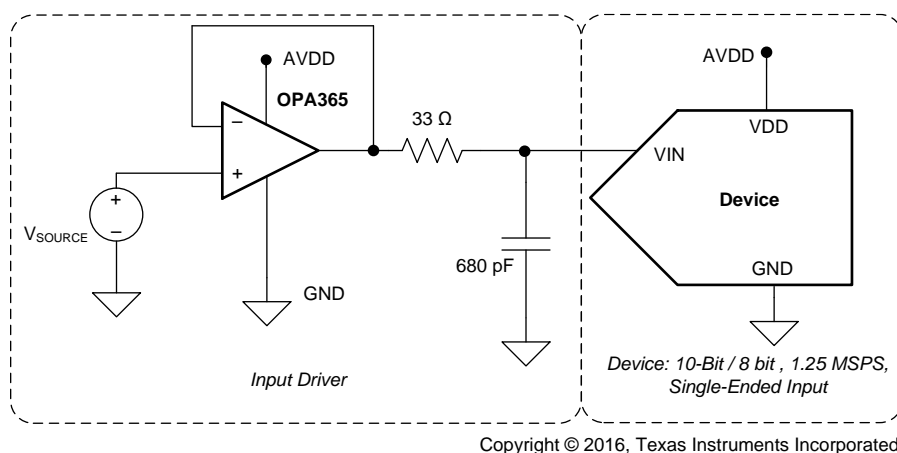 AVDD
OPA365
33 Ω
−
+
+
−
VSOURCE
GND
680 pF
Input Driver
AVDD
VDD
VIN
Device
GND
Device: 10-Bit / 8 bit , 1.25 MSPS,
Single-Ended Input
Copyright © 2016, Texas Instruments Incorporated